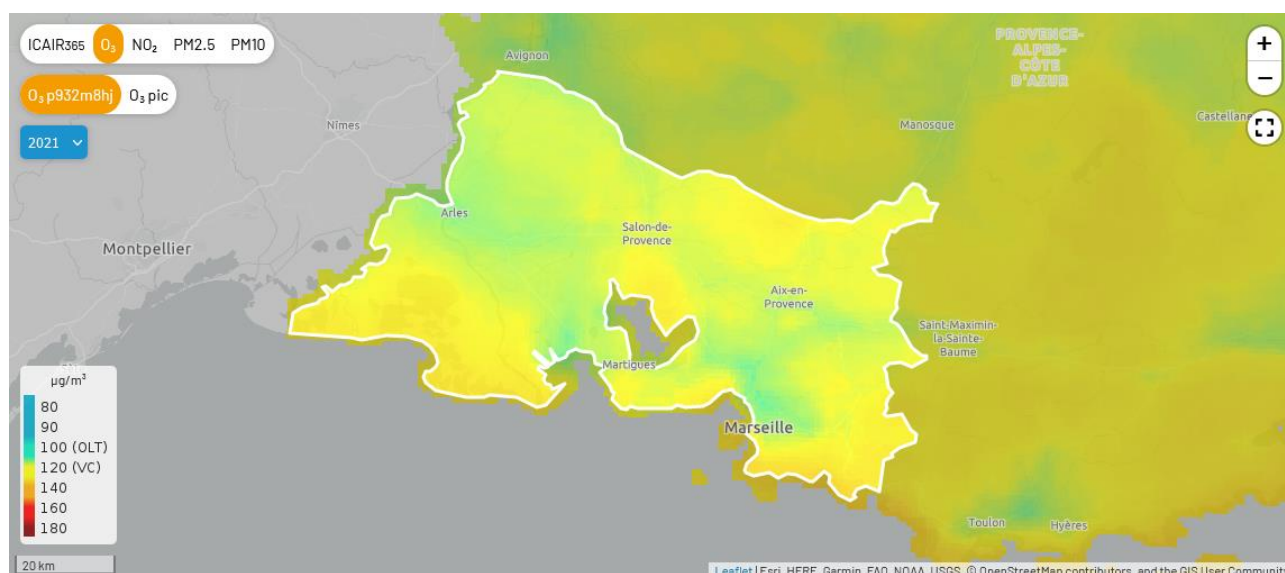 ICAIR365 O₃ NO₂ PM2.5 PM10
O₃ p932m8hj O₃ pic
2021
Avignon
PROVENCE-
ALPES-
CÔTE
D'AZUR
+
−
Nîmes
Manosque
Castellane
Arles
Salon-de-
Provence
Montpellier
Aix-en-
Provence
Saint-Maximin-
la-Sainte-
Baume
Martigues
Marseille
Toulon
Hyères
µg/m³
80
90
100 (OLT)
120 (VC)
140
160
180
20 km
Leaflet | Esri, HERE, Garmin, FAO, NOAA, USGS, © OpenStreetMap contributors, and the GIS User Communit